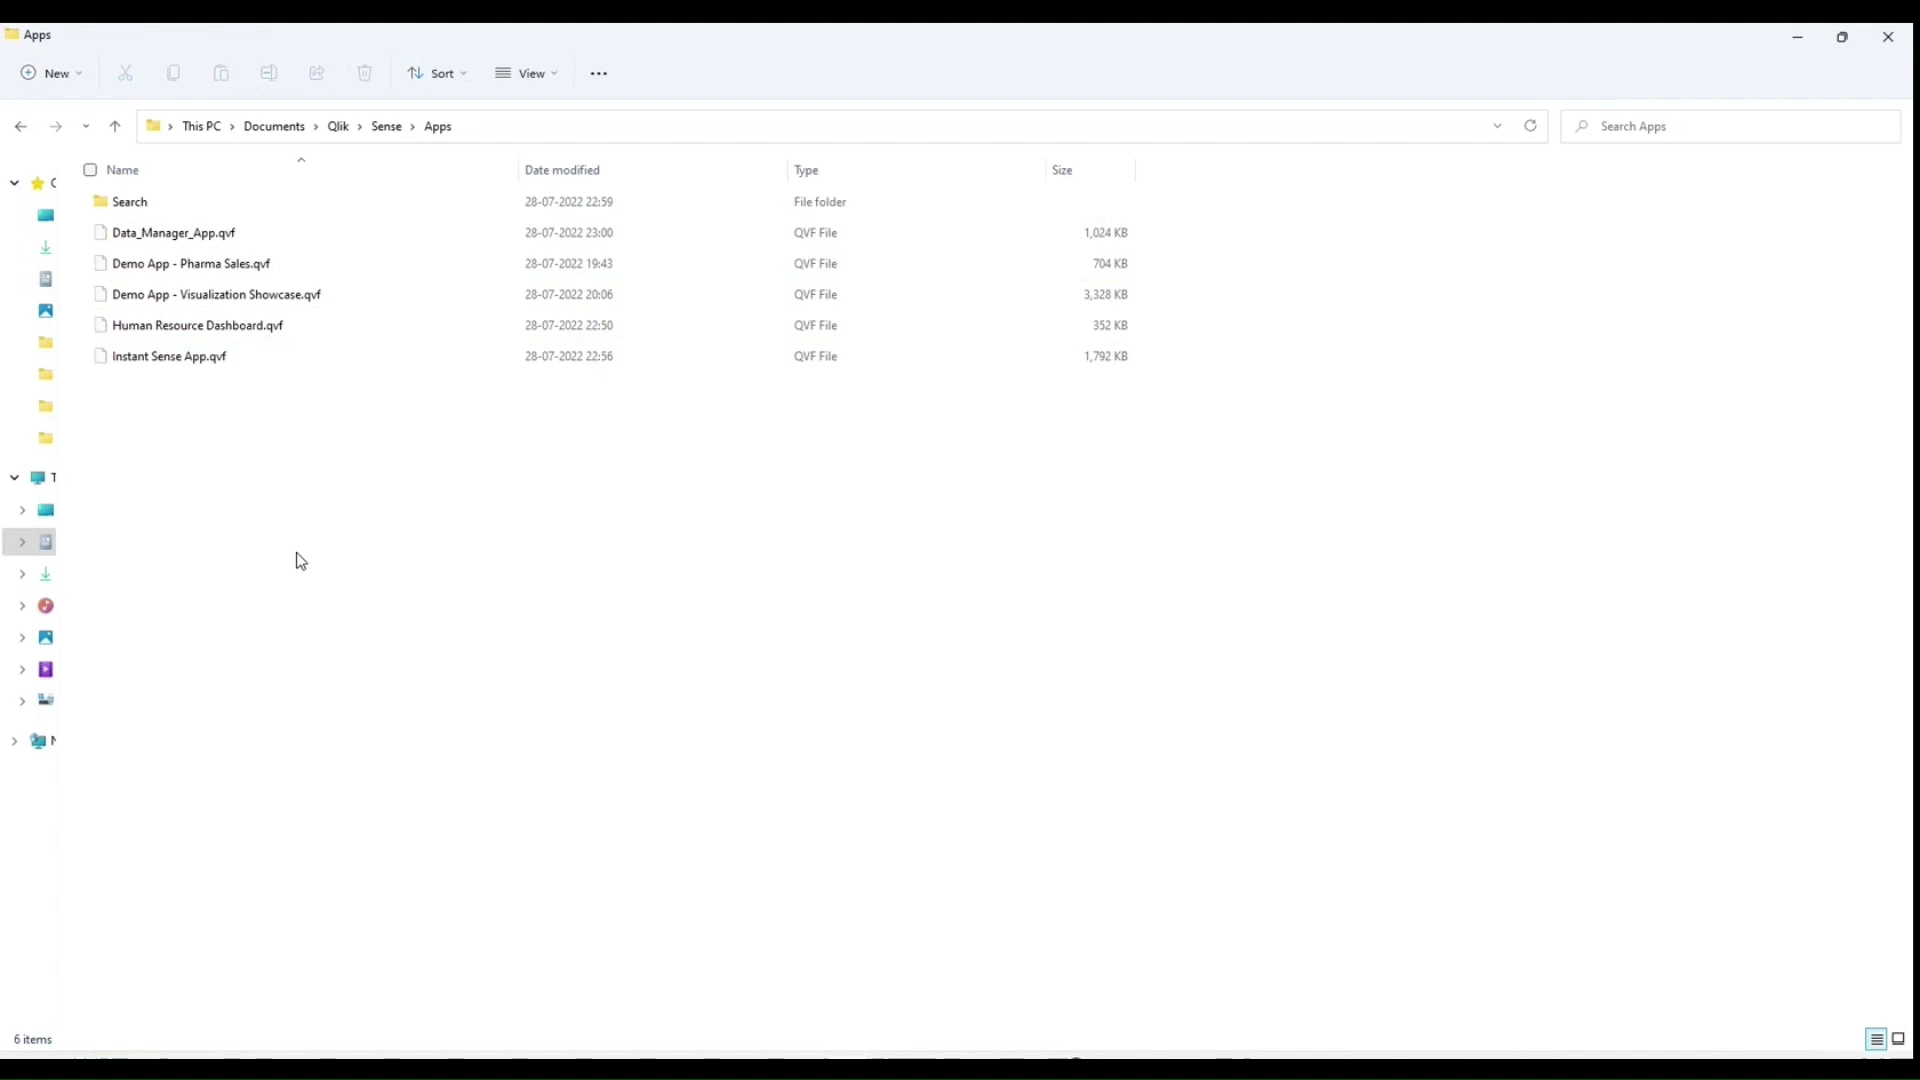 Apps
New Sort View
This PC > Documents > Qlik > Sense > Apps Search Apps
Name Date modified Type Size
Search 28-07-2022 22:59 File folder
Data_Manager_App.qvf 28-07-2022 23:00 QVF File 1,024 KB
Demo App - Pharma Sales.qvf 28-07-2022 19:43 QVF File 704 KB
Demo App - Visualization Showcase.qvf 28-07-2022 20:06 QVF File 3,328 KB
Human Resource Dashboard.qvf 28-07-2022 22:50 QVF File 352 KB
Instant Sense App.qvf 28-07-2022 22:56 QVF File 1,792 KB
6 items